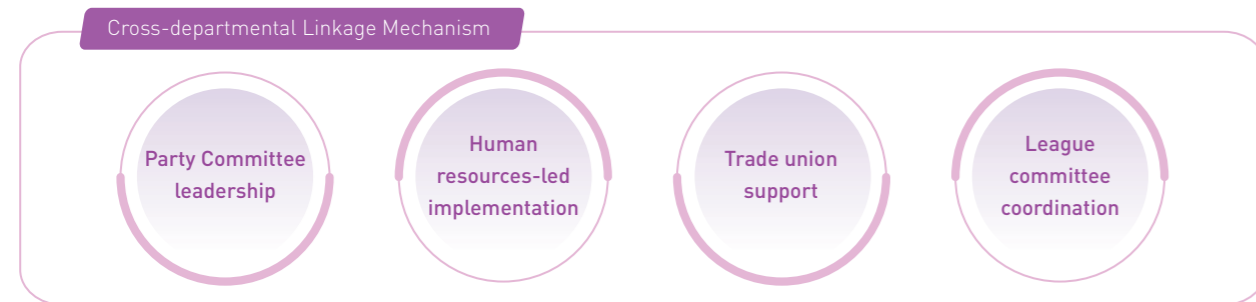 Cross-departmental Linkage Mechanism
Party Committee
leadership
Human
resources-led
implementation
Trade union
support
League
committee
coordination